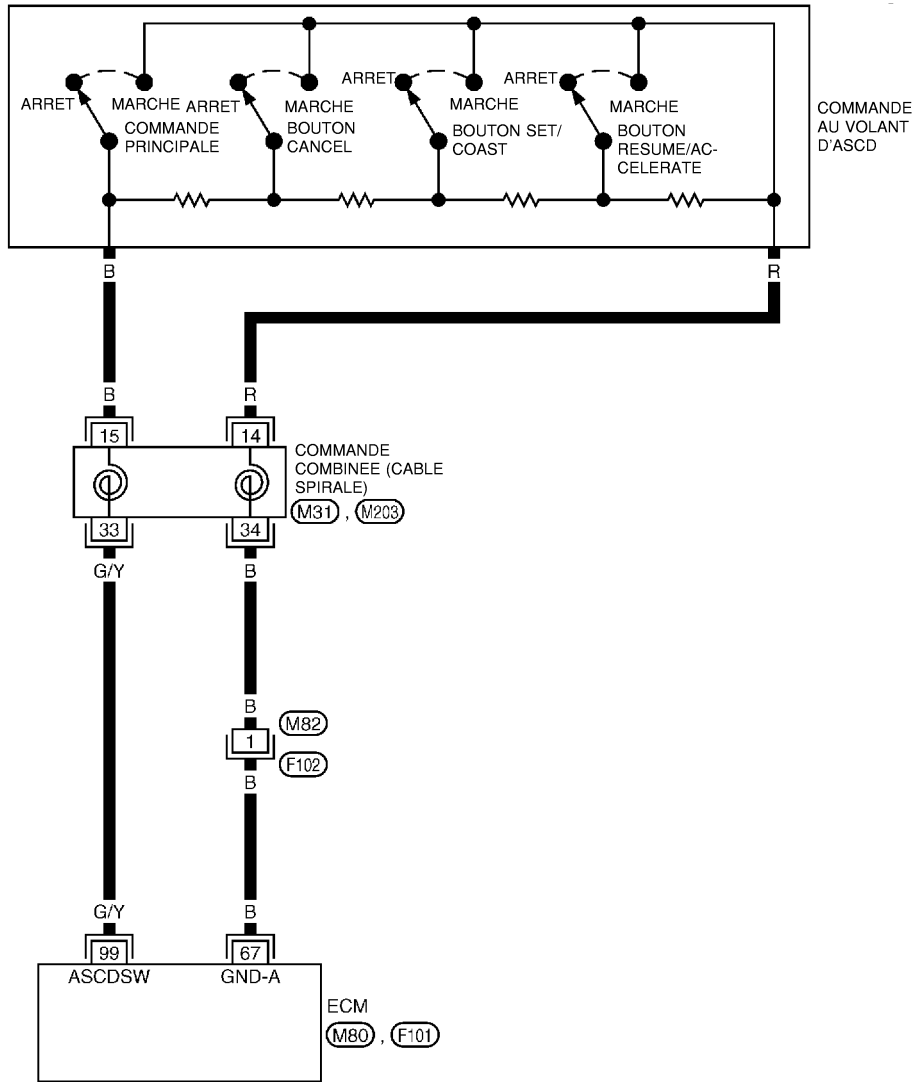 ARRET
MARCHE
COMMANDE
PRINCIPALE
ARRET
MARCHE
BOUTON
CANCEL
ARRET
MARCHE
BOUTON SET/
COAST
ARRET
MARCHE
BOUTON
RESUME/AC-
CELERATE
COMMANDE
AU VOLANT
D'ASCD
B
R
B
R
15
14
COMMANDE
COMBINEE (CABLE
SPIRALE)
M31 , M203
33
34
G/Y
B
B
M82
1
F102
B
G/Y
B
99
67
ASCDSW
GND-A
ECM
M80 , F101